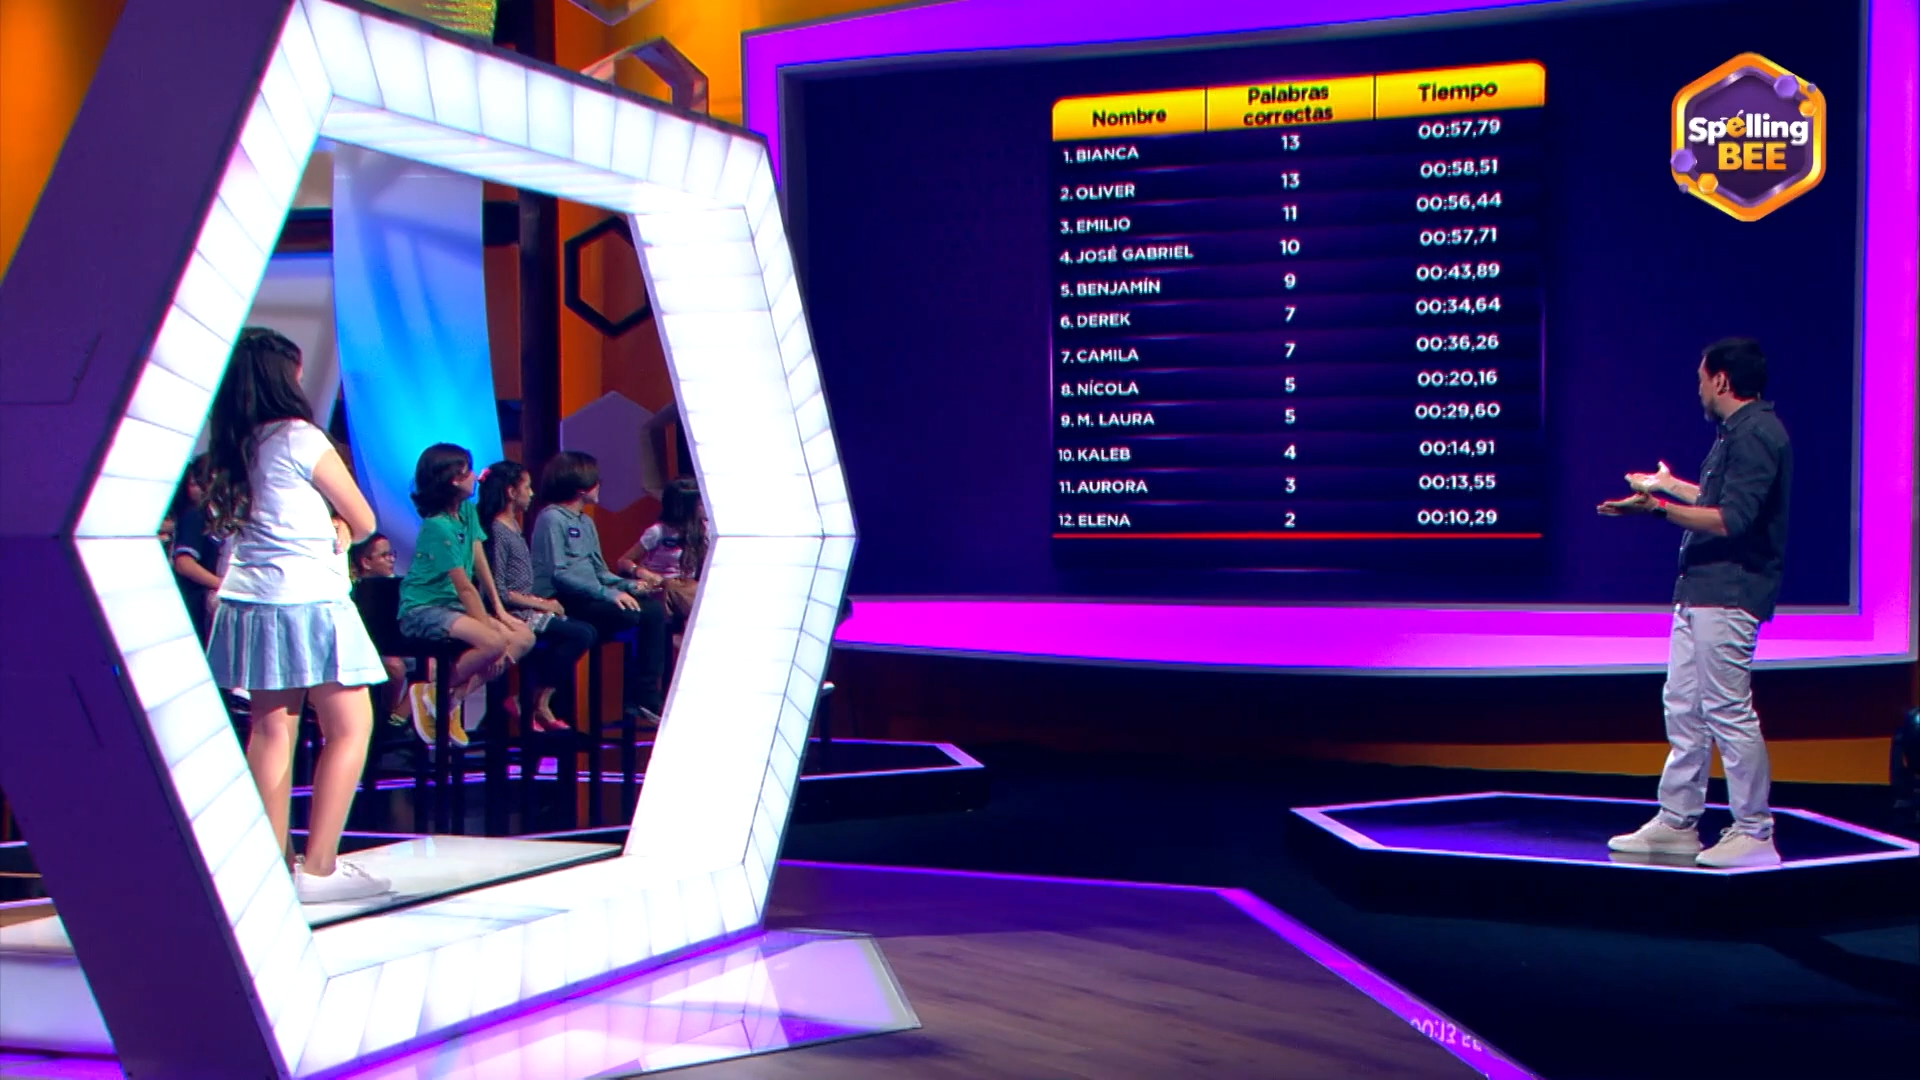 Spelling
BEE
Nombre Palabras correctas Tiempo
1. BIANCA 13 00:57,79
2. OLIVER 13 00:58,51
3. EMILIO 11 00:56,44
4. JOSÉ GABRIEL 10 00:57,71
5. BENJAMÍN 9 00:43,89
6. DEREK 7 00:34,64
7. CAMILA 7 00:36,26
8. NÍCOLA 5 00:20,16
9. M. LAURA 5 00:29,60
10. KALEB 4 00:14,91
11. AURORA 3 00:13,55
12. ELENA 2 00:10,29